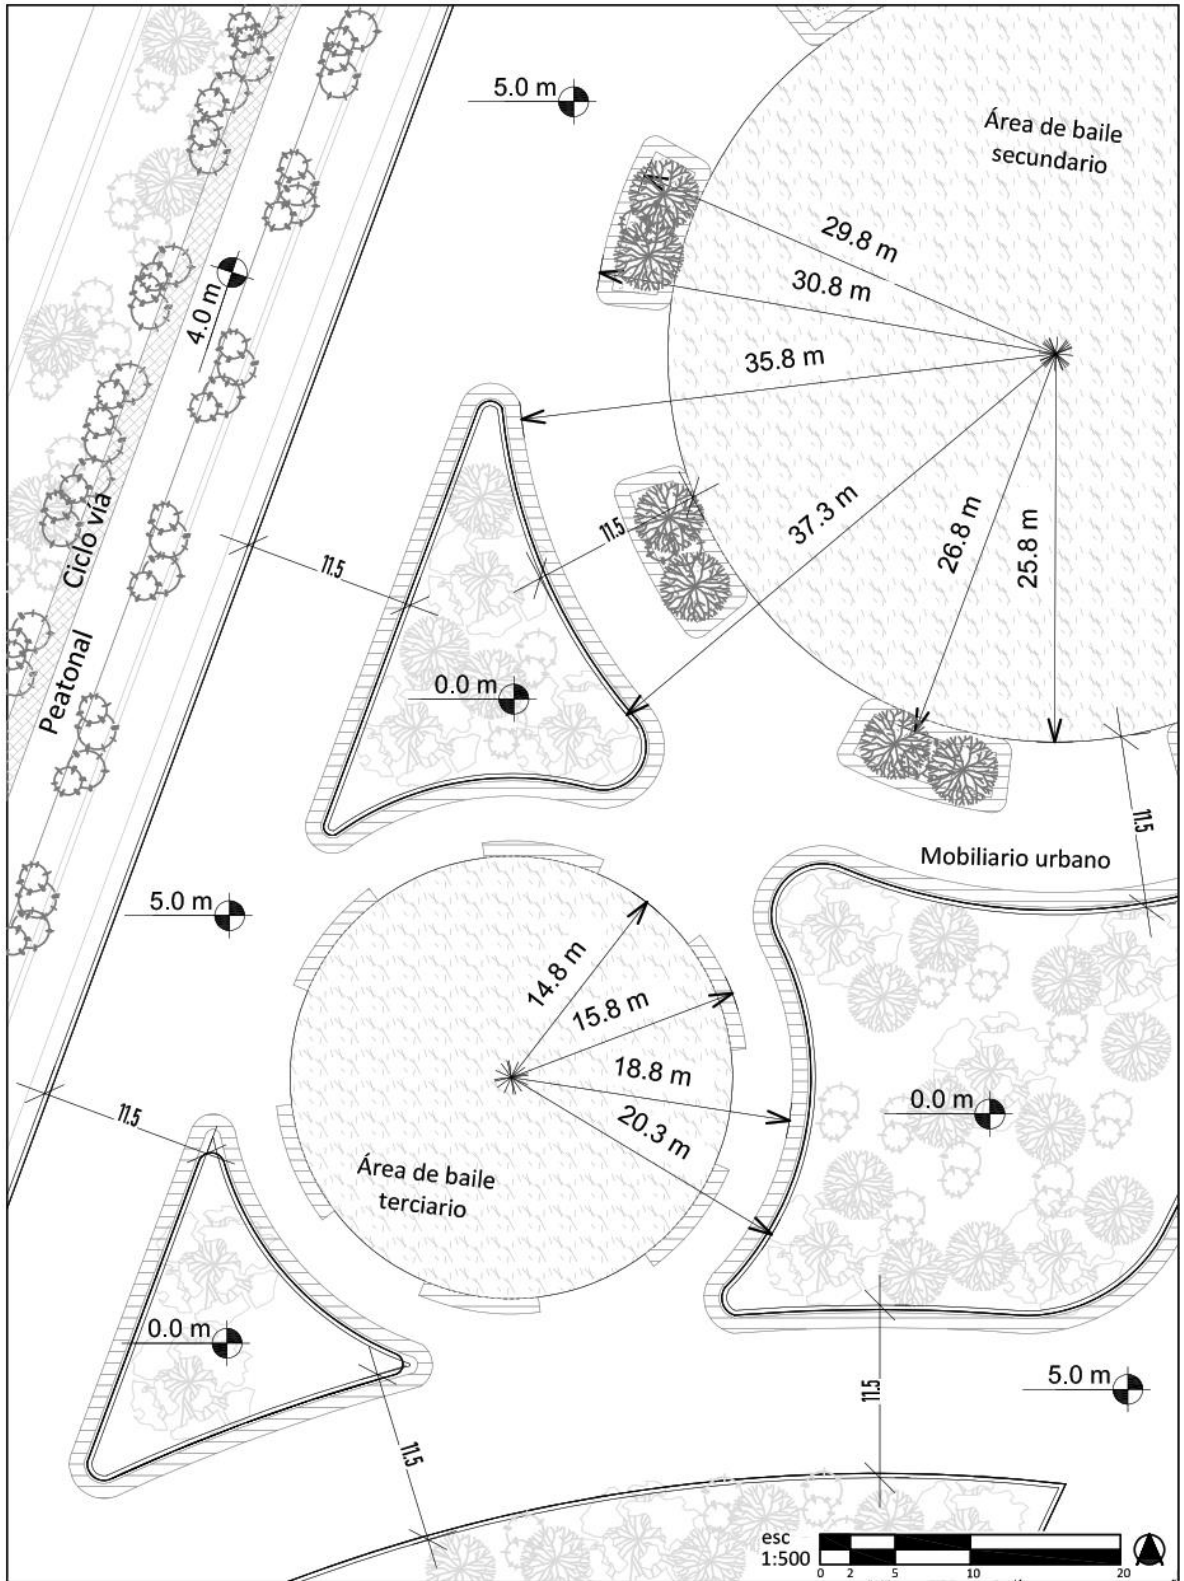 5.0 m
Área de baile
secundario
29.8 m
30.8 m
4.0 m
35.8 m
37.3 m
26.8 m
25.8 m
11.5
11.5
Ciclo vía
Peatonal
0.0 m
11.5
Mobiliario urbano
5.0 m
14.8 m
15.8 m
18.8 m
20.3 m
0.0 m
11.5
Área de baile
terciario
0.0 m
5.0 m
11.5
11.5
esc
1:500
0 2 5 10 20